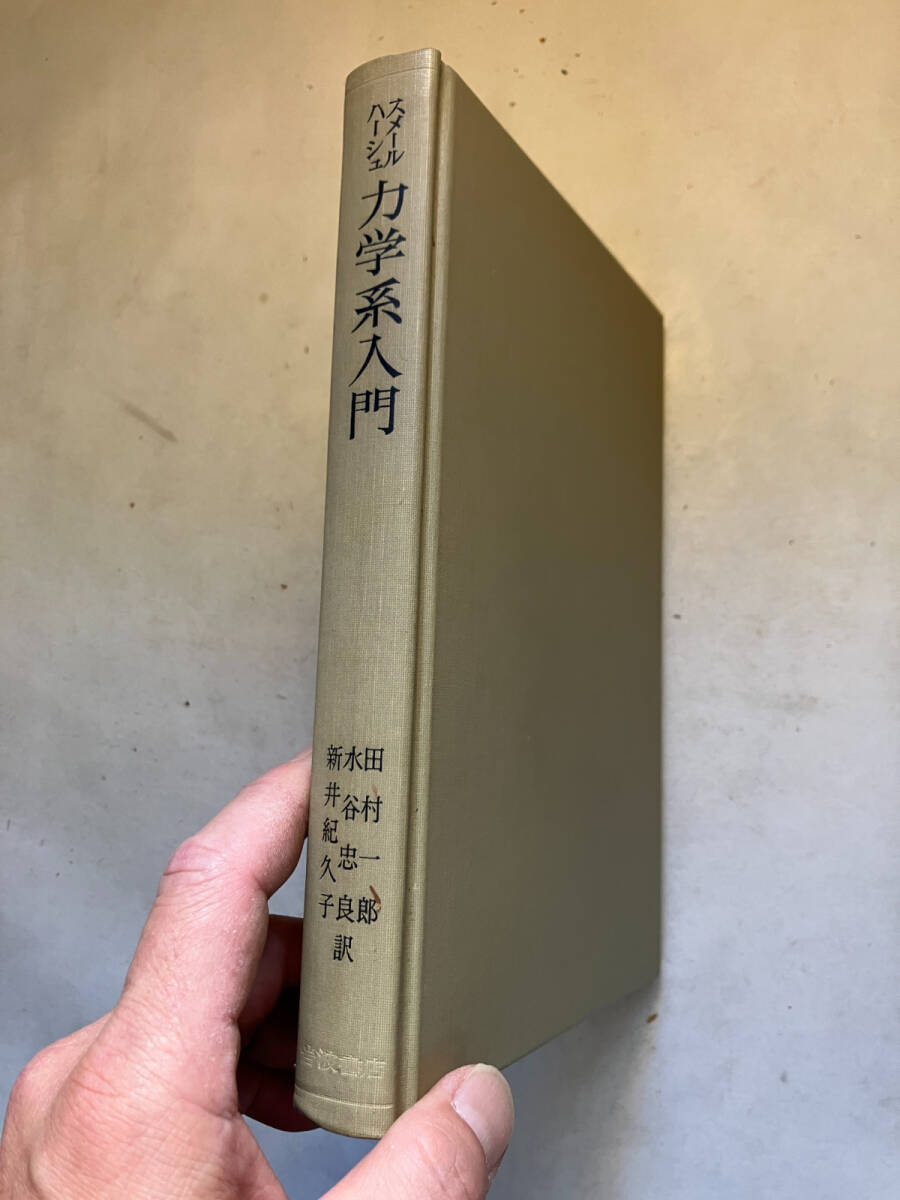 スメール
ハーシュ
力学系入門
田村一郎
水谷忠良
新井紀久子
訳
岩波書店